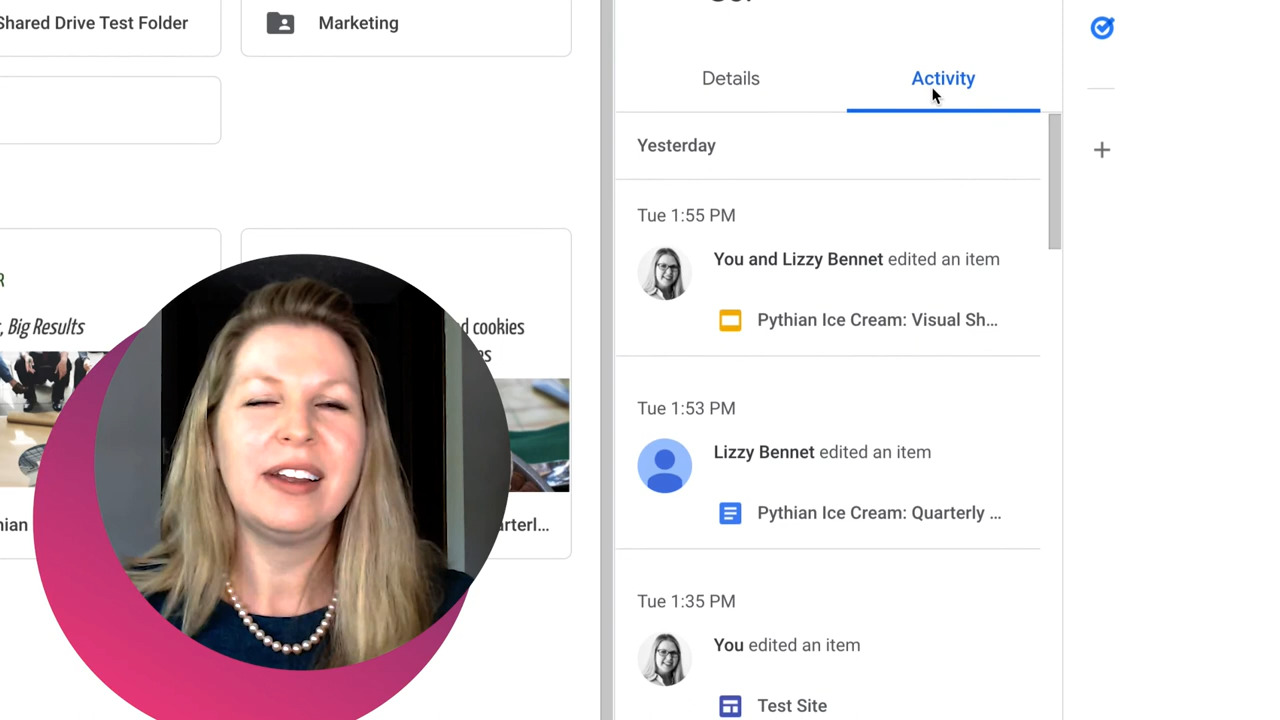 Shared Drive Test Folder
Marketing
R
, Big Results
d cookies
es
nian
arterl...
Details
Activity
Yesterday
Tue 1:55 PM
You and Lizzy Bennet edited an item
Pythian Ice Cream: Visual Sh...
Tue 1:53 PM
Lizzy Bennet edited an item
Pythian Ice Cream: Quarterly ...
Tue 1:35 PM
You edited an item
Test Site